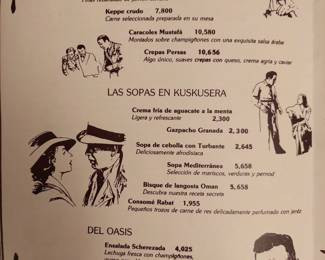 Keppe crudo 7,800
Carne seleccionada preparada en su mesa
Caracoles Mustafá 10,580
Montados sobre champigñones con una exquisita salsa árabe
Crepas Persas 10,656
Algo único, suaves crepas con queso, crema agria y caviar
LAS SOPAS EN KUSKUSERA
Crema fria de aguacate a la menta
Ligera y refrescante 2,300
Gazpacho Granada 2,300
Sopa de cebolla con Turbante 2,645
Deliciosamente afrodisiaca
Sopa Mediterránea 5,658
Selección de mariscos, verduras y pernod
Bisque de langosta Oman 5,658
Descubra nuestra receta secreta
Consomé Rabat 1,955
Pequeños trozos de carne de res delicadamente perfumado con jeréz
DEL OASIS
Ensalada Scherezada 4,025
Lechuga fresca con champigñones,